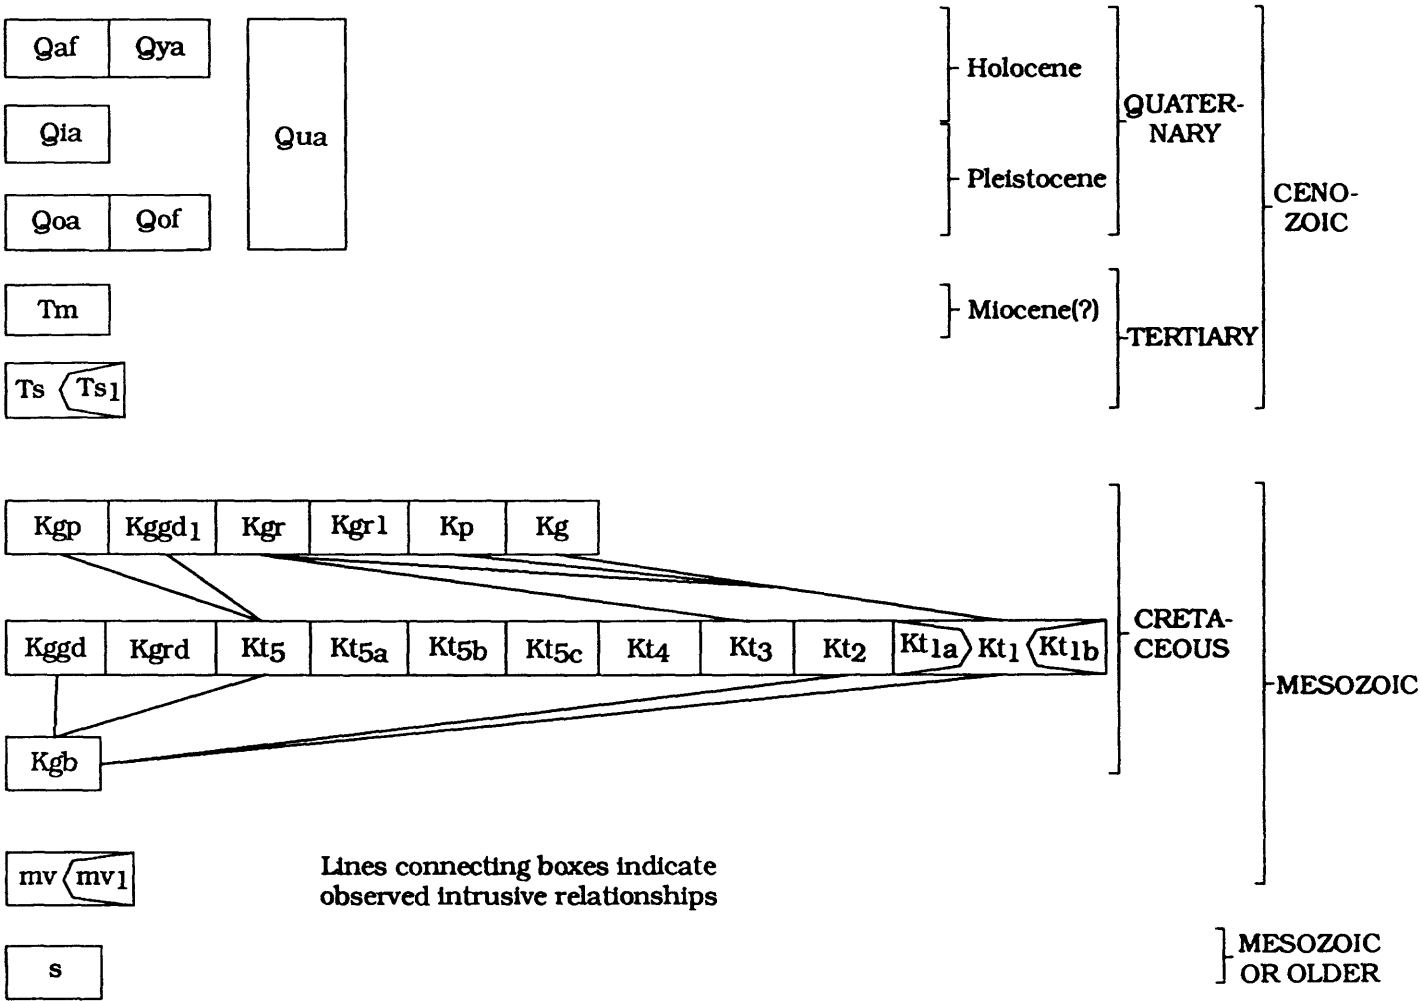 Qaf Qya
Qua
Qia
Qoa Qof
Tm
Ts Ts1
Holocene
Pleistocene
QUATER-
NARY
Miocene(?)
TERTIARY
CENO-
ZOIC
Kgp Kggd1 Kgr Kgr1 Kp Kg
Kggd Kgrd Kt5 Kt5a Kt5b Kt5c Kt4 Kt3 Kt2 Kt1a Kt1 Kt1b
Kgb
CRETA-
CEOUS
mv mv1
MESOZOIC
Lines connecting boxes indicate
observed intrusive relationships
s
MESOZOIC
OR OLDER